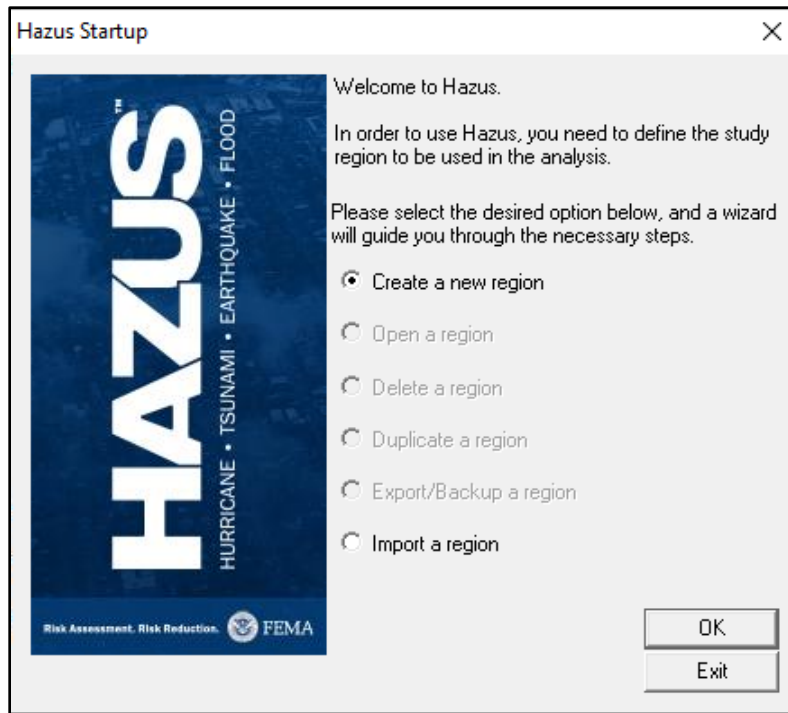 Hazus Startup
HAZUS™
HURRICANE • TSUNAMI • EARTHQUAKE • FLOOD
Risk Assessment. Risk Reduction.
FEMA
Welcome to Hazus.
In order to use Hazus, you need to define the study
region to be used in the analysis.
Please select the desired option below, and a wizard
will guide you through the necessary steps.
Create a new region
Open a region
Delete a region
Duplicate a region
Export/Backup a region
Import a region
OK
Exit